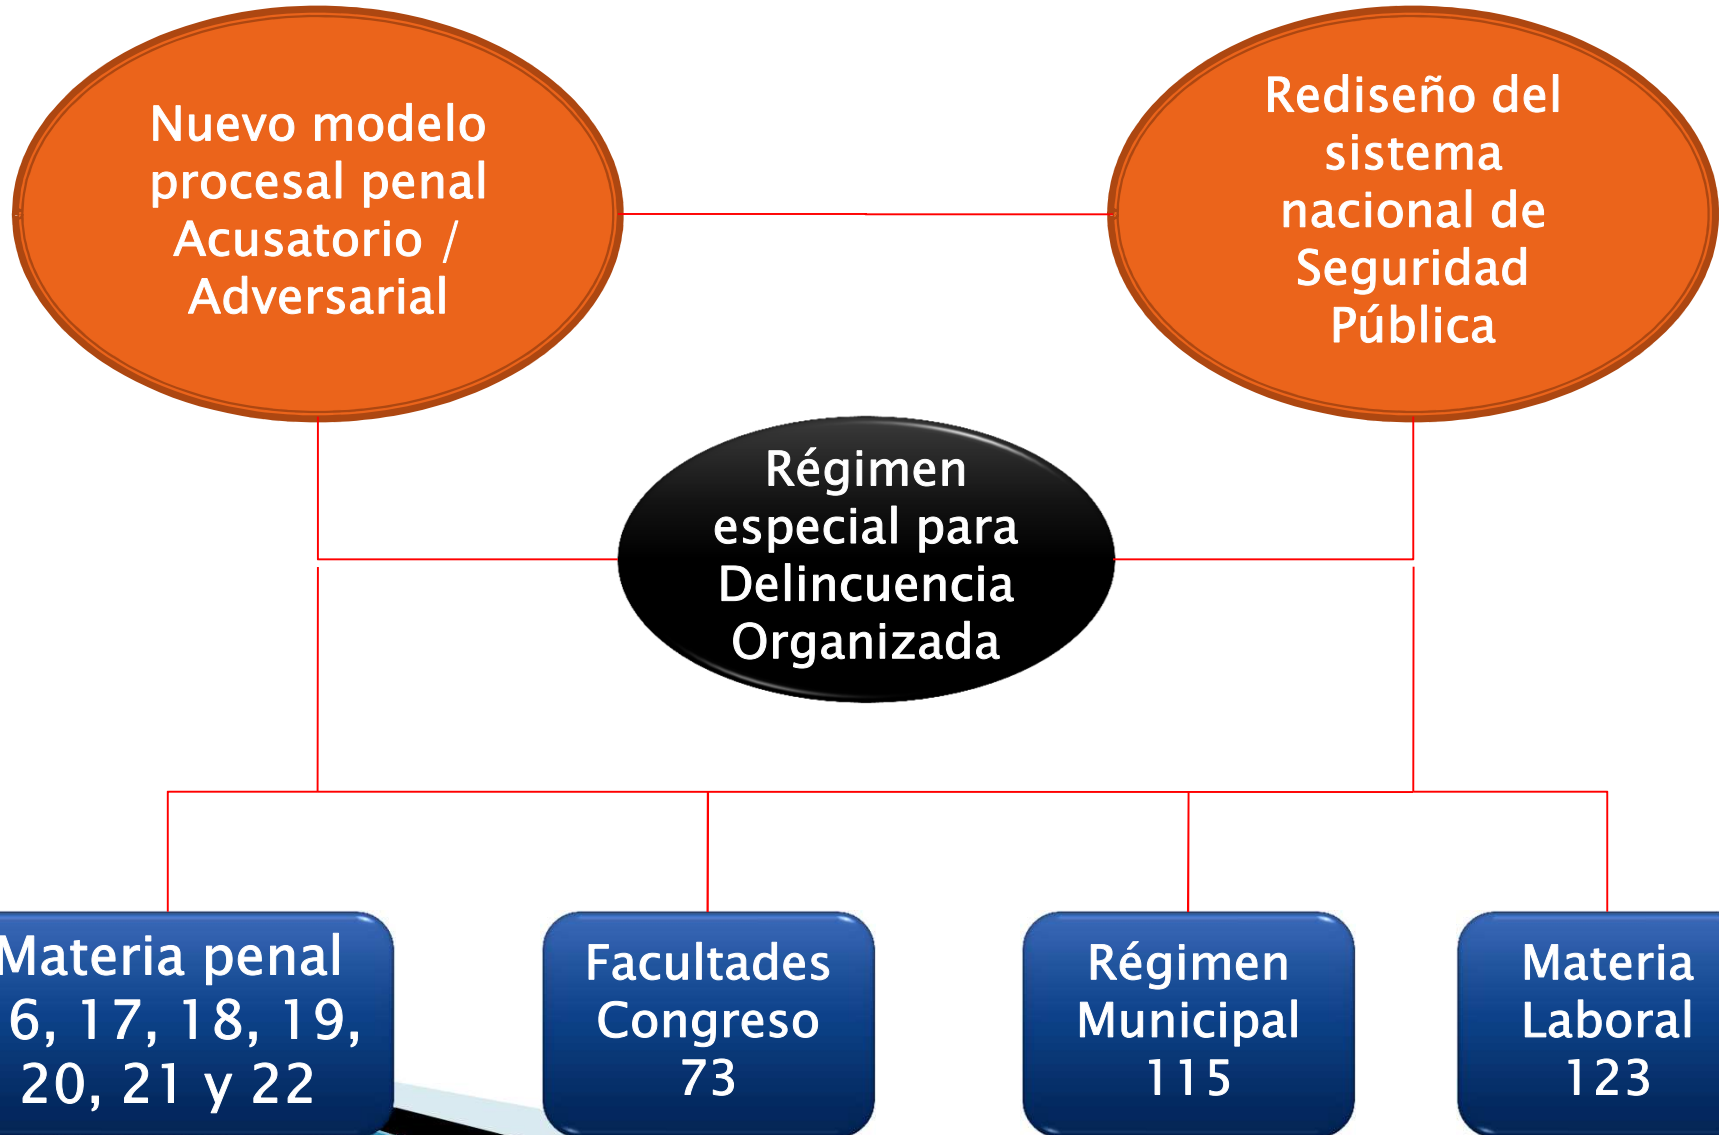 Nuevo modelo
procesal penal
Acusatorio /
Adversarial
Rediseño del
sistema
nacional de
Seguridad
Pública
Régimen
especial para
Delincuencia
Organizada
Materia penal
6, 17, 18, 19,
20, 21 y 22
Facultades
Congreso
73
Régimen
Municipal
115
Materia
Laboral
123